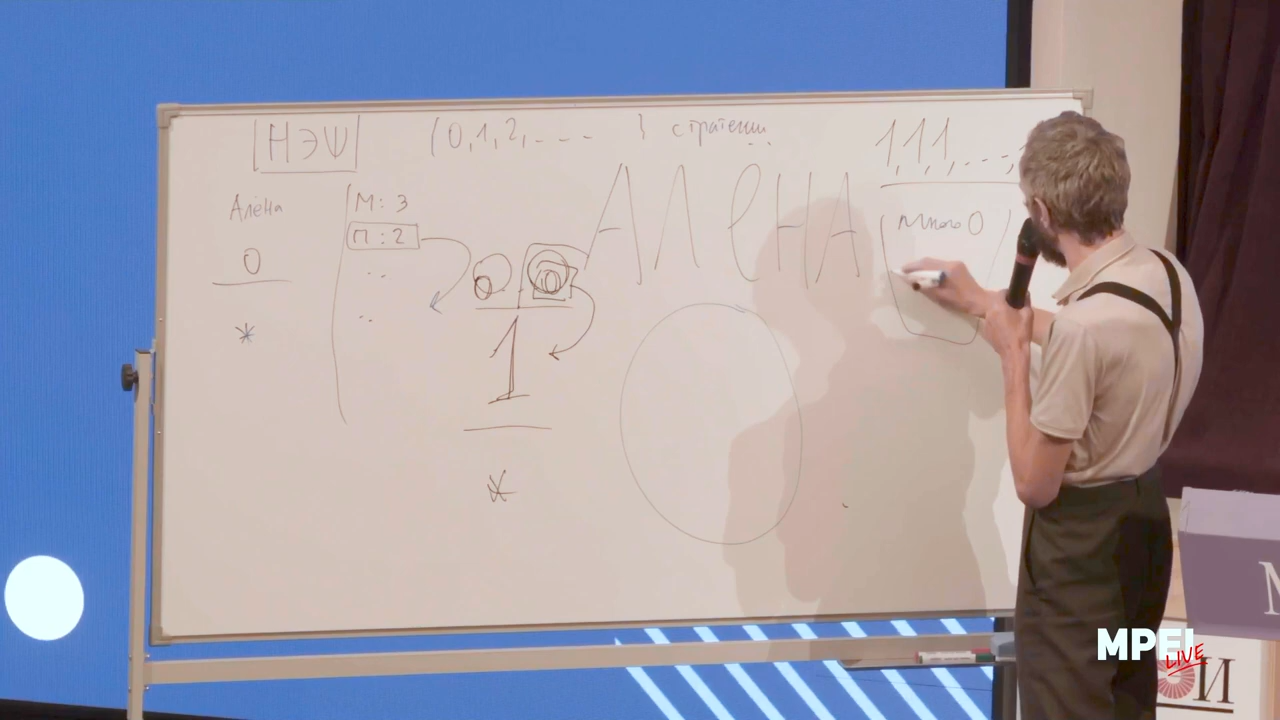 НЭШ
(0,1,2,---- } стратегии
1,1,1,...,
Алёна
0
*
М: 3
П: 2
..
..
0 0
1
*
АЛЁНА
много 0
MPEI
LIVE
М
И